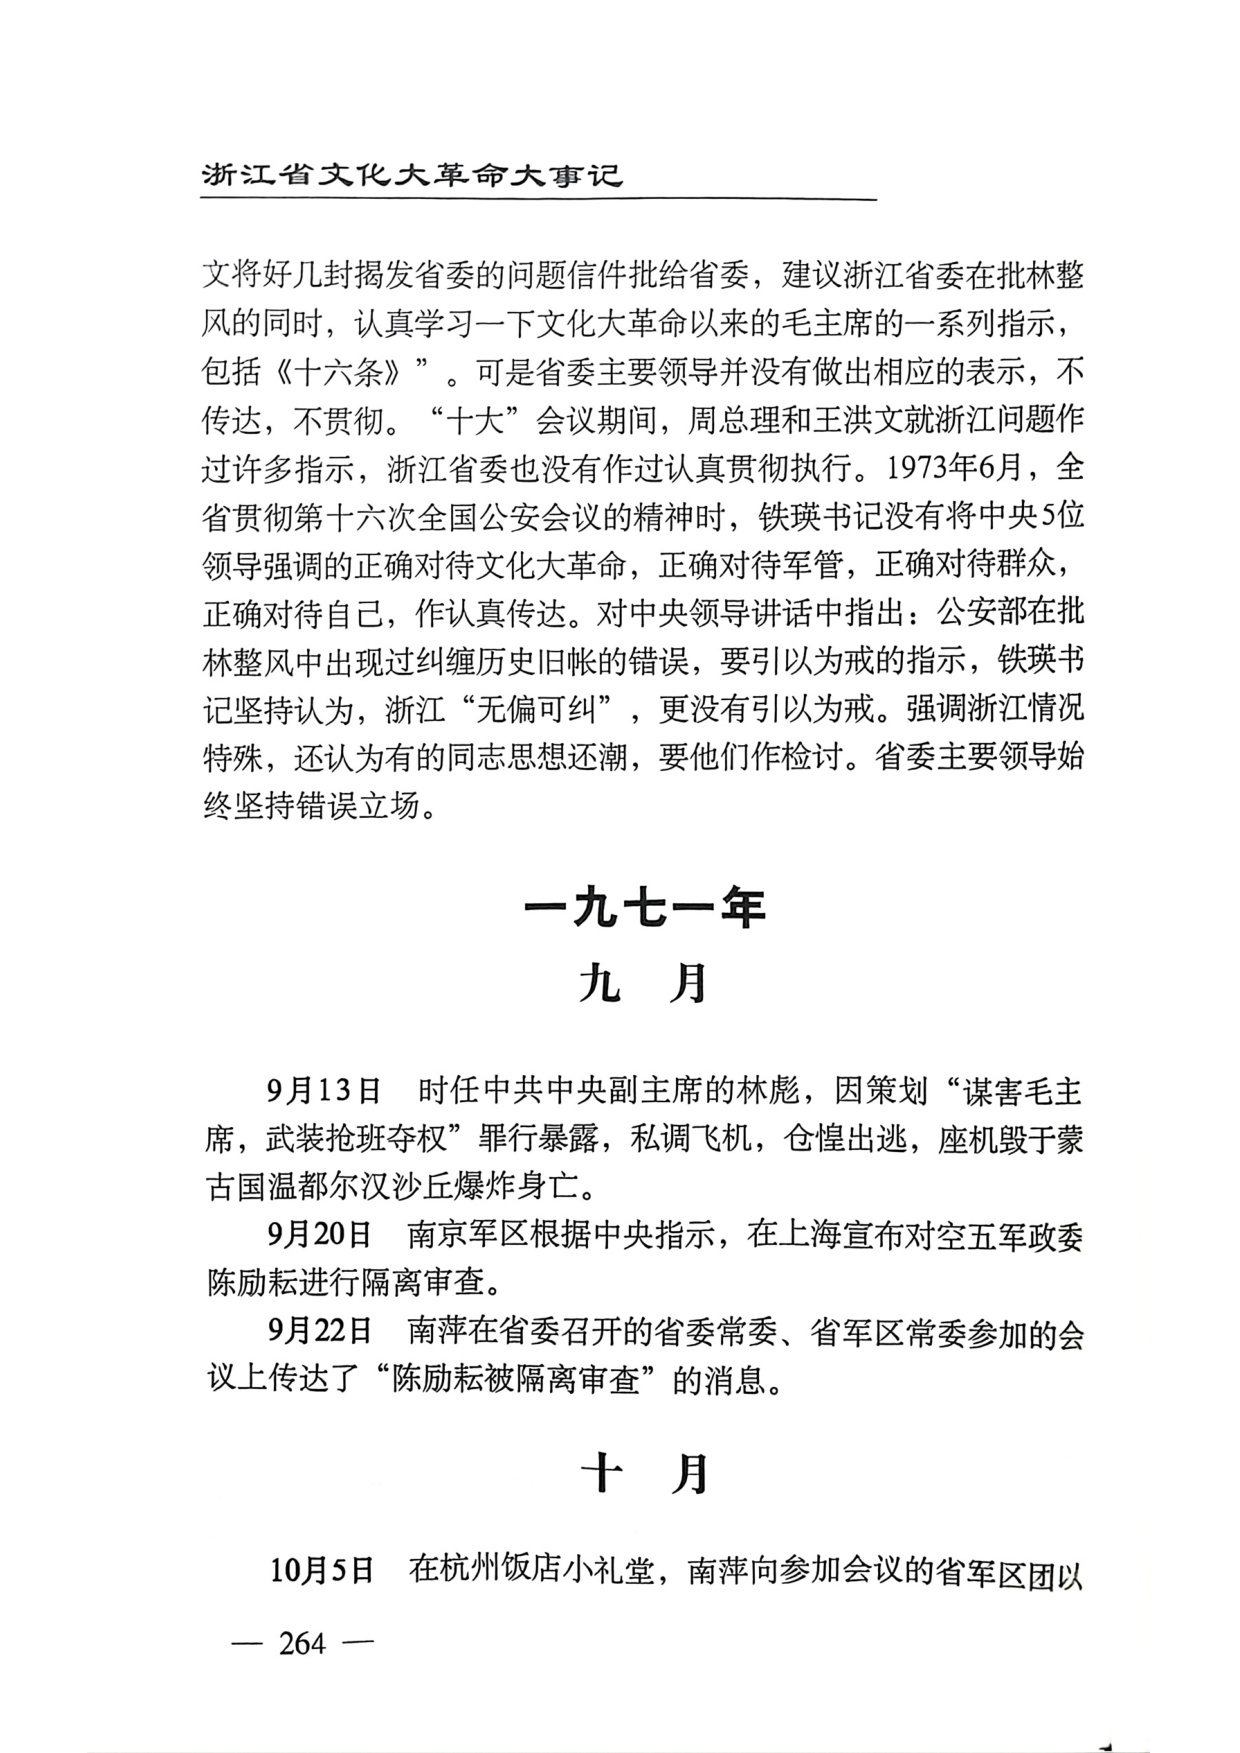 浙江省文化大革命大事记
文将好几封揭发省委的问题信件批给省委，建议浙江省委在批林整
风的同时，认真学习一下文化大革命以来的毛主席的一系列指示，
包括《十六条》”。可是省委主要领导并没有做出相应的表示，不
传达，不贯彻。“十大”会议期间，周总理和王洪文就浙江问题作
过许多指示，浙江省委也没有作过认真贯彻执行。1973年6月，全
省贯彻第十六次全国公安会议的精神时，铁瑛书记没有将中央5位
领导强调的正确对待文化大革命，正确对待军管，正确对待群众，
正确对待自己，作认真传达。对中央领导讲话中指出：公安部在批
林整风中出现过纠缠历史旧帐的错误，要引以为戒的指示，铁瑛书
记坚持认为，浙江“无偏可纠”，更没有引以为戒。强调浙江情况
特殊，还认为有的同志思想还潮，要他们作检讨。省委主要领导始
终坚持错误立场。
一九七一年
九 月
9月13日 时任中共中央副主席的林彪，因策划“谋害毛主
席，武装抢班夺权”罪行暴露，私调飞机，仓惶出逃，座机毁于蒙
古国温都尔汉沙丘爆炸身亡。
9月20日 南京军区根据中央指示，在上海宣布对空五军政委
陈励耘进行隔离审查。
9月22日 南萍在省委召开的省委常委、省军区常委参加的会
议上传达了“陈励耘被隔离审查”的消息。
十 月
10月5日 在杭州饭店小礼堂，南萍向参加会议的省军区团以
— 264 —